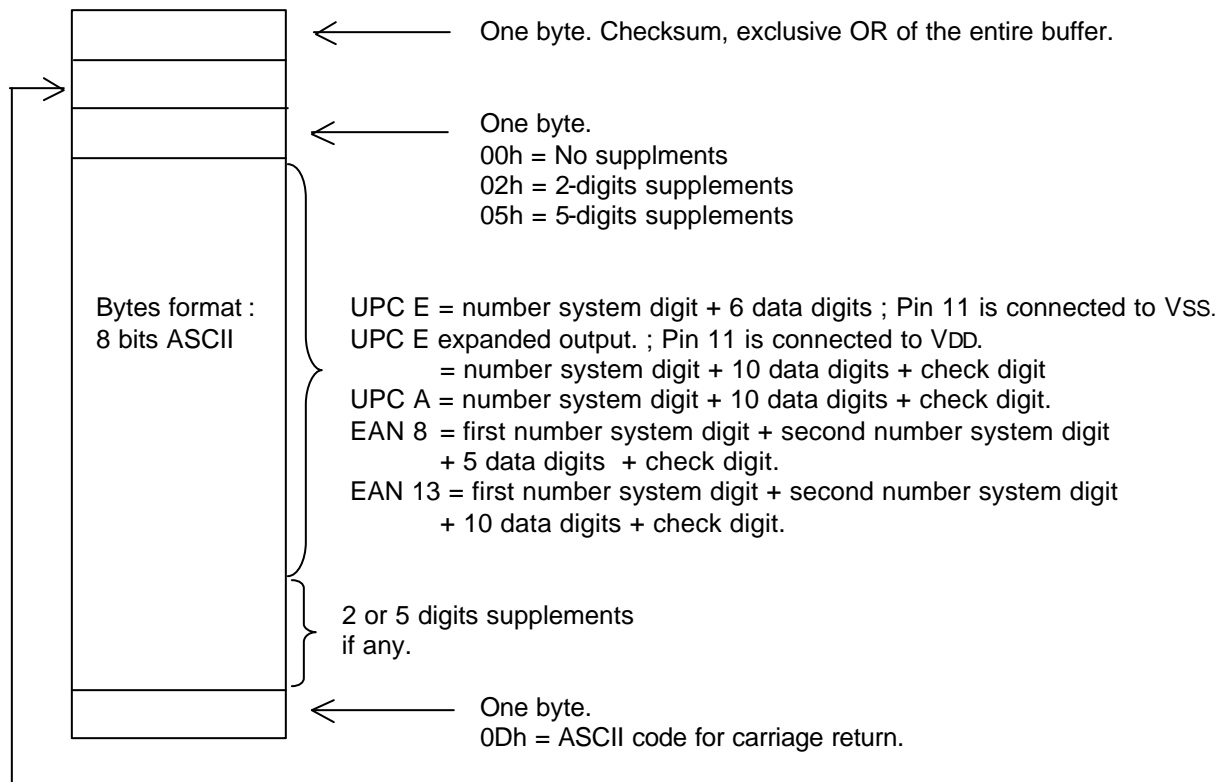 One byte. Checksum, exclusive OR of the entire buffer.
One byte.
00h = No supplments
02h = 2-digits supplements
05h = 5-digits supplements
Bytes format :
8 bits ASCII
UPC E = number system digit + 6 data digits ; Pin 11 is connected to VSS.
UPC E expanded output. ; Pin 11 is connected to VDD.
= number system digit + 10 data digits + check digit
UPC A = number system digit + 10 data digits + check digit.
EAN 8 = first number system digit + second number system digit
+ 5 data digits + check digit.
EAN 13 = first number system digit + second number system digit
+ 10 data digits + check digit.
2 or 5 digits supplements
if any.
One byte.
0Dh = ASCII code for carriage return.